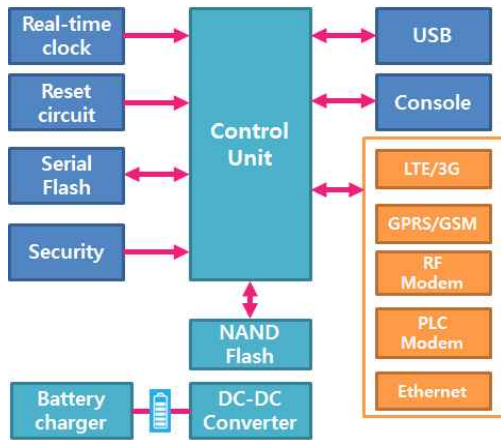 Real-time
clock
Reset
circuit
Serial
Flash
Security
Control
Unit
USB
Console
LTE/3G
GPRS/GSM
RF
Modem
PLC
Modem
Ethernet
NAND
Flash
Battery
charger
DC-DC
Converter